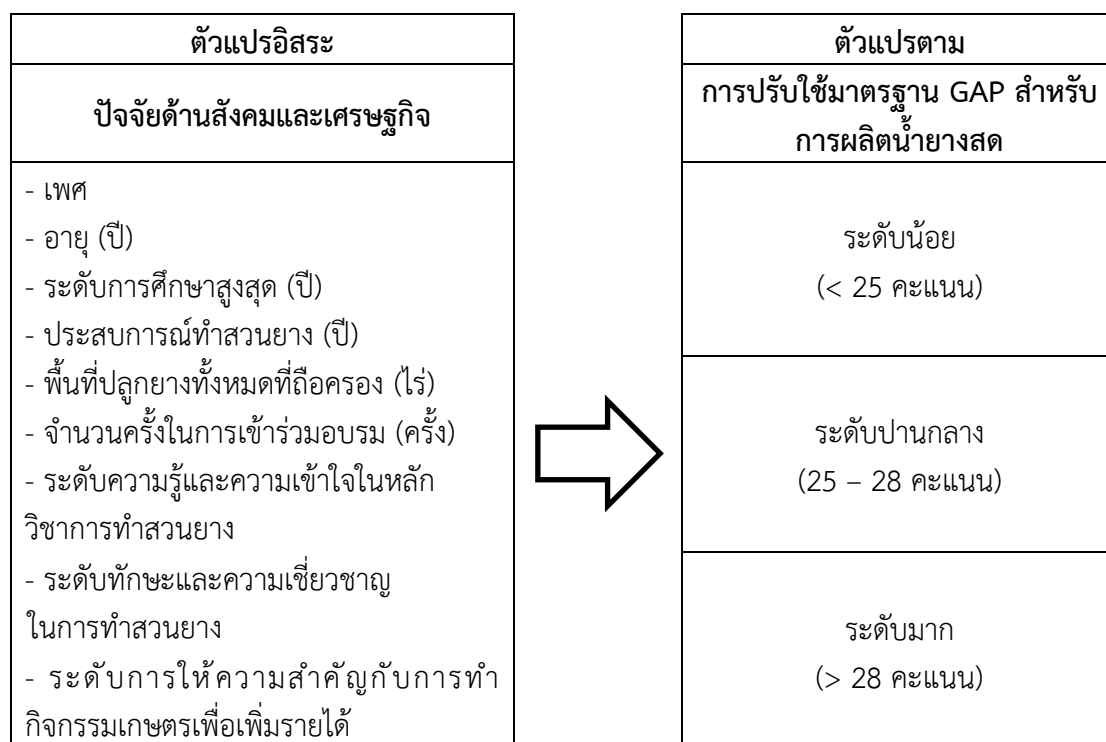 ตัวแปรอิสระ
ปัจจัยด้านสังคมและเศรษฐกิจ
- เพศ
- อายุ (ปี)
- ระดับการศึกษาสูงสุด (ปี)
- ประสบการณ์ทำสวนยาง (ปี)
- พื้นที่ปลูกยางทั้งหมดที่ถือครอง (ไร่)
- จำนวนครั้งในการเข้าร่วมอบรม (ครั้ง)
- ระดับความรู้และความเข้าใจในหลัก
วิชาการทำสวนยาง
- ระดับทักษะและความเชี่ยวชาญ
ในการทำสวนยาง
- ระดับการให้ความสำคัญกับการทำ
กิจกรรมเกษตรเพื่อเพิ่มรายได้
ตัวแปรตาม
การปรับใช้มาตรฐาน GAP สำหรับ
การผลิตน้ำยางสด
ระดับน้อย
(< 25 คะแนน)
ระดับปานกลาง
(25 – 28 คะแนน)
ระดับมาก
(> 28 คะแนน)